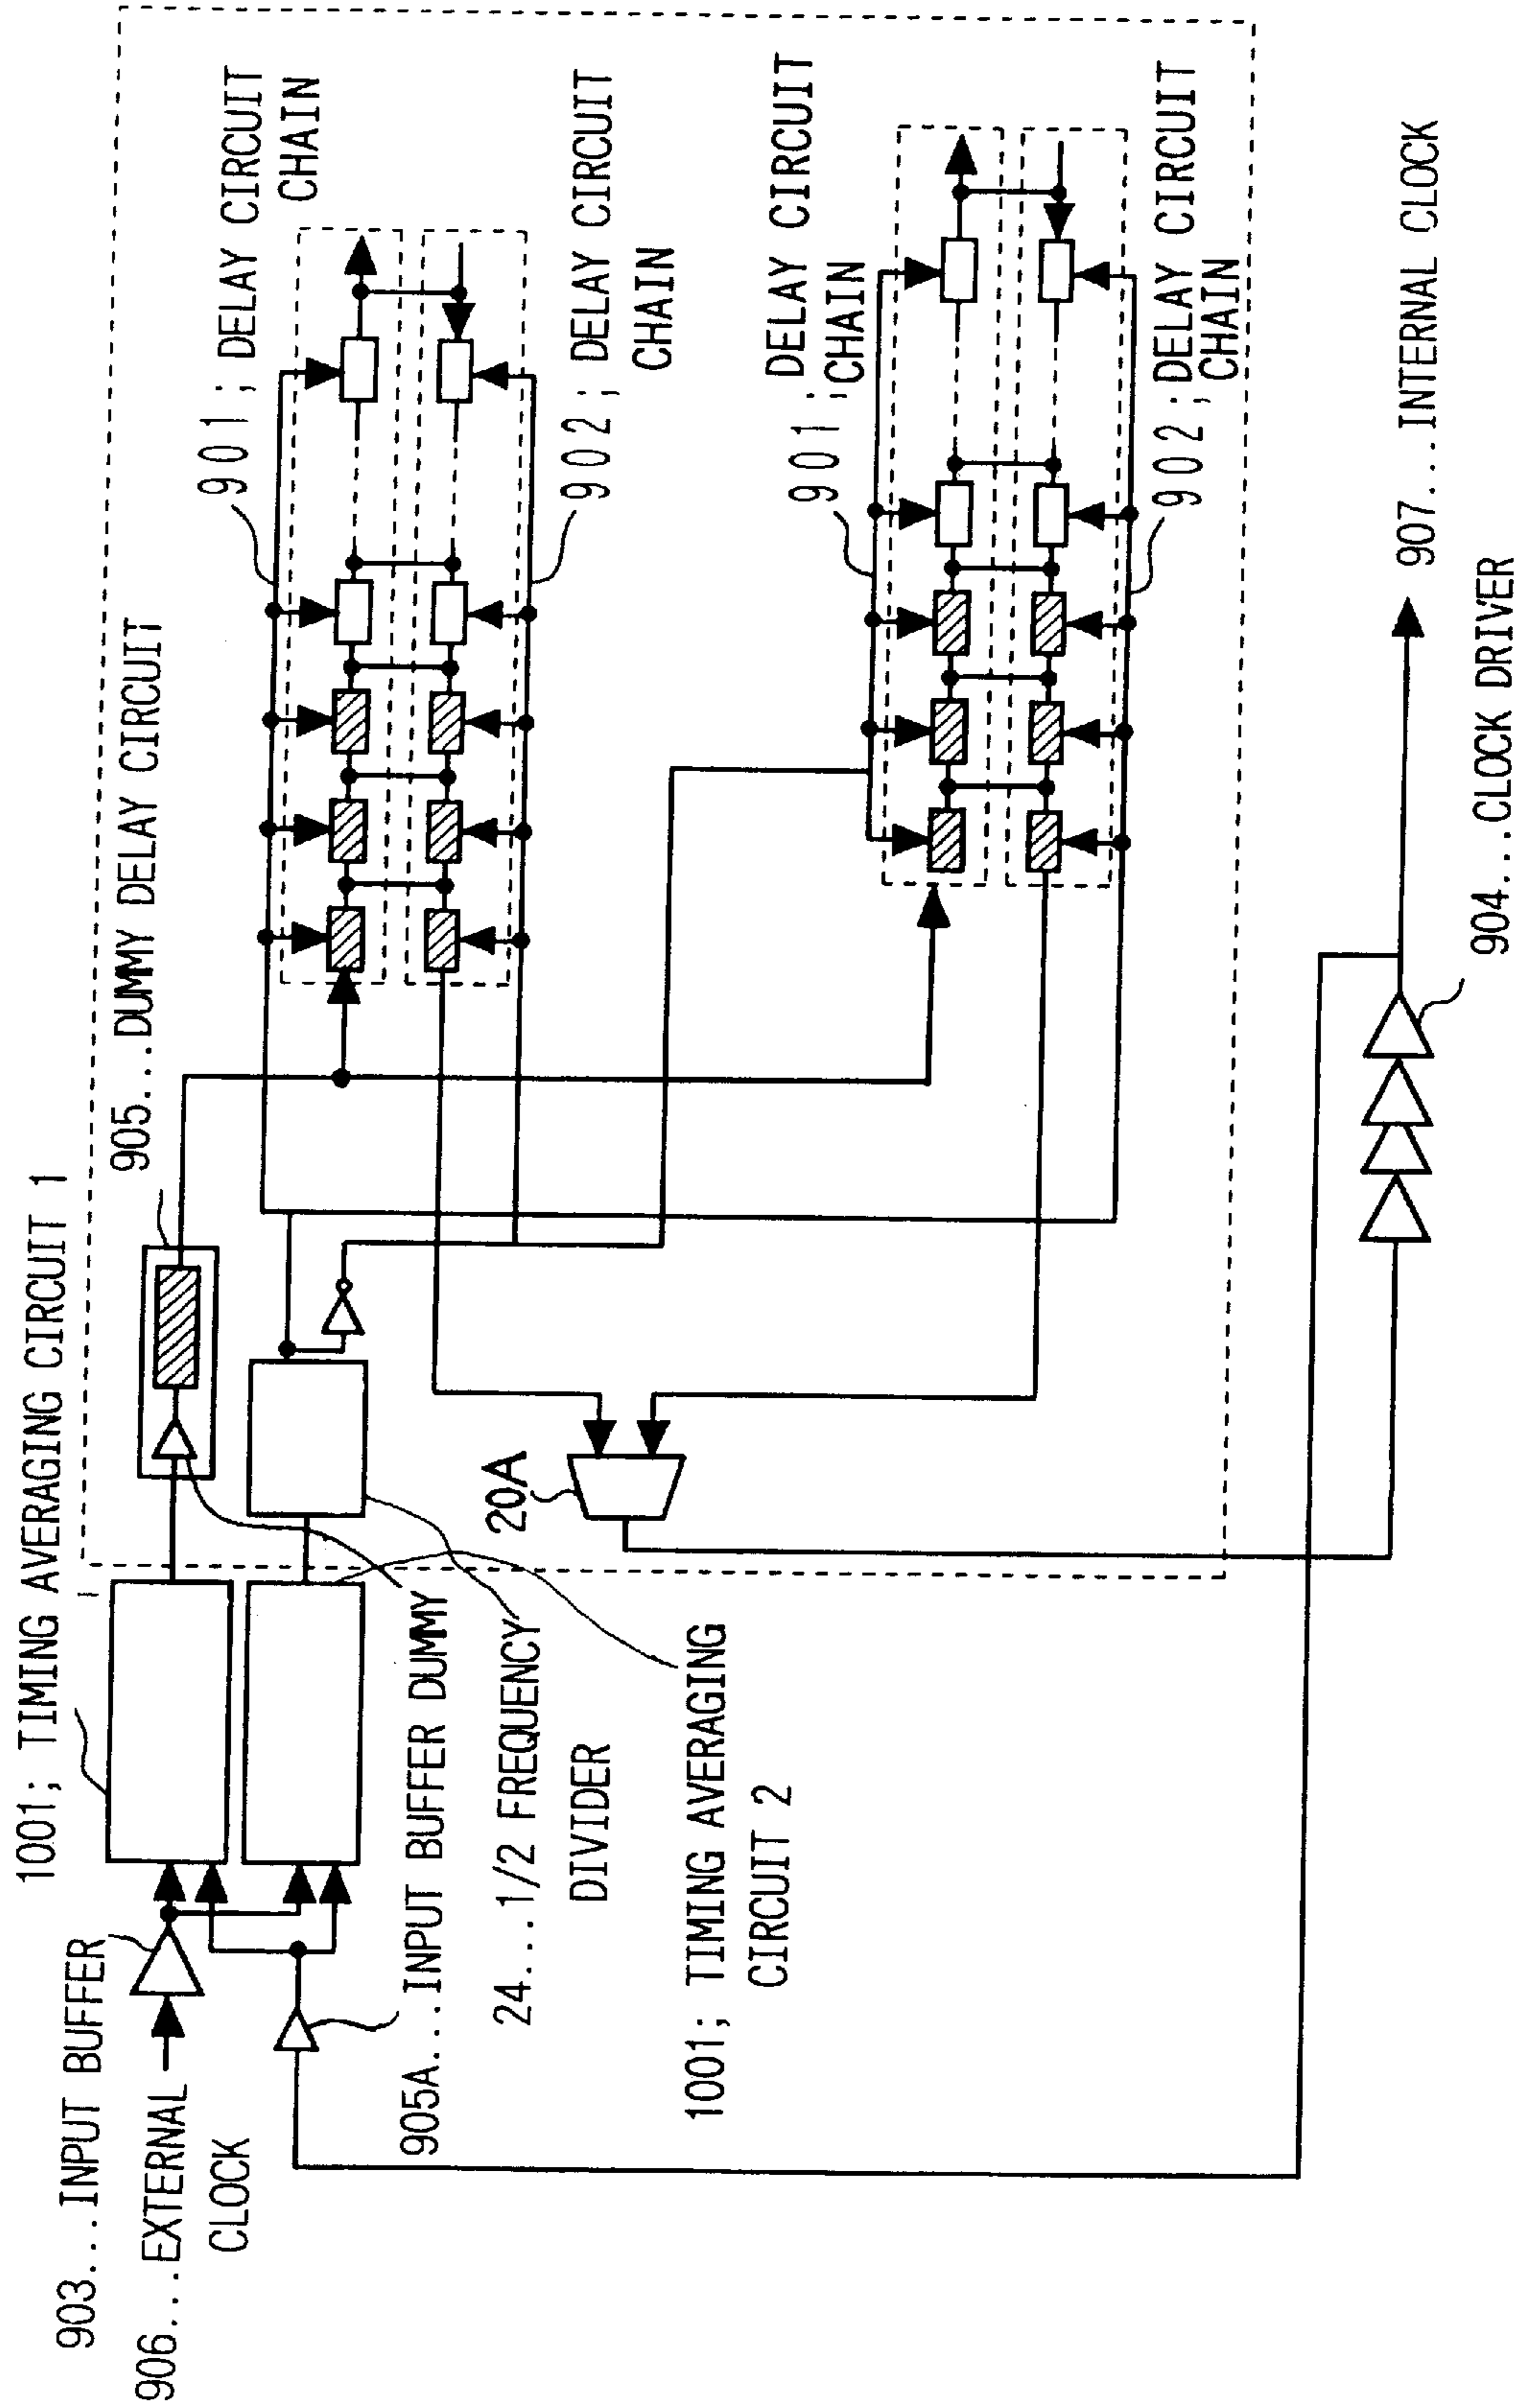 903...INPUT BUFFER
906...EXTERNAL
CLOCK
1001; TIMING AVERAGING CIRCUIT 1
905...DUMMY DELAY CIRCUIT
901; DELAY CIRCUIT
CHAIN
902; DELAY CIRCUIT
CHAIN
905A...INPUT BUFFER DUMMY
24...1/2 FREQUENCY
DIVIDER
20A
1001; TIMING AVERAGING
CIRCUIT 2
901; DELAY CIRCUIT
CHAIN
902; DELAY CIRCUIT
CHAIN
907...INTERNAL CLOCK
904...CLOCK DRIVER